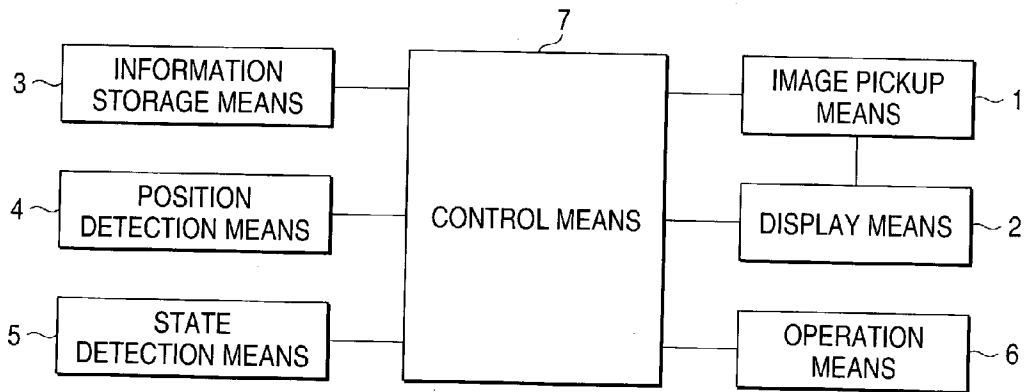 7
3
INFORMATION
STORAGE MEANS
IMAGE PICKUP
MEANS
1
4
POSITION
DETECTION MEANS
CONTROL MEANS
DISPLAY MEANS
2
5
STATE
DETECTION MEANS
OPERATION
MEANS
6